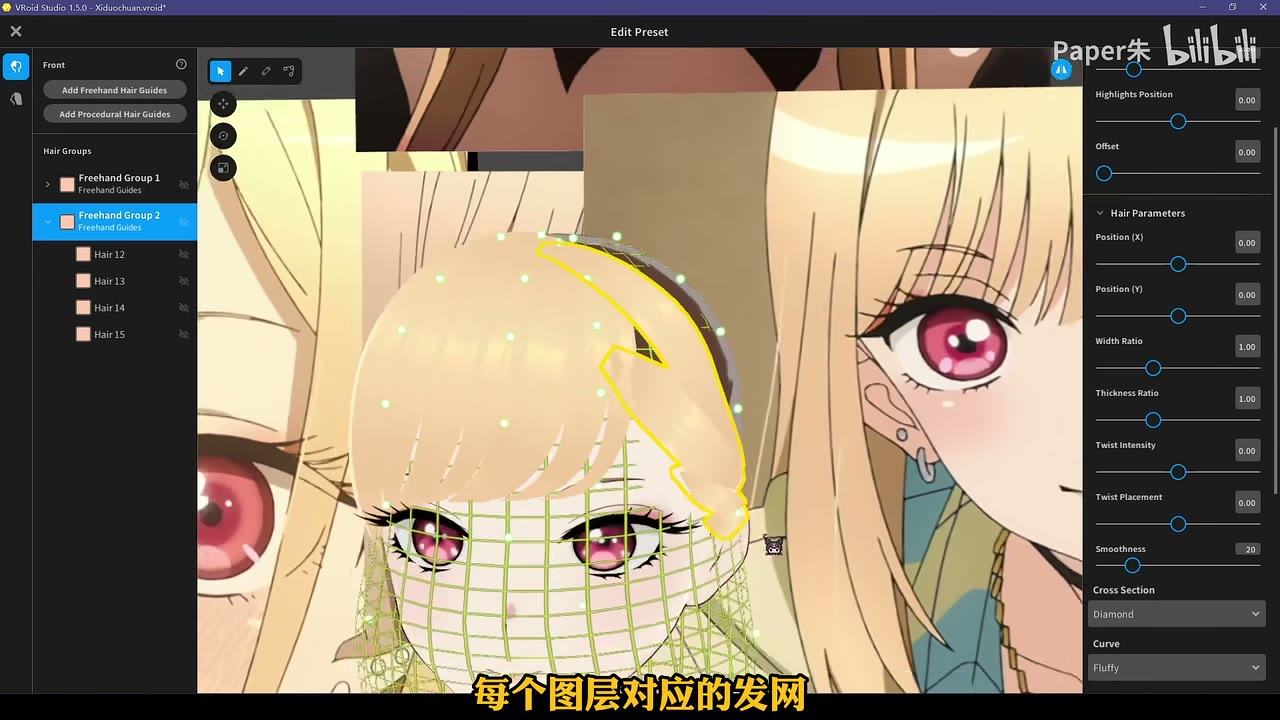 VRoid Studio 1.5.0 - Xiduochuan.vroid*
Edit Preset
Paper朱 bilibili
Front
Add Freehand Hair Guides
Add Procedural Hair Guides
Hair Groups
Freehand Group 1
Freehand Guides
Freehand Group 2
Freehand Guides
Hair 12
Hair 13
Hair 14
Hair 15
Highlights Position
0.00
Offset
0.00
Hair Parameters
Position (X)
0.00
Position (Y)
0.00
Width Ratio
1.00
Thickness Ratio
1.00
Twist Intensity
0.00
Twist Placement
0.00
Smoothness
20
Cross Section
Diamond
Curve
Fluffy
每个图层对应的发网